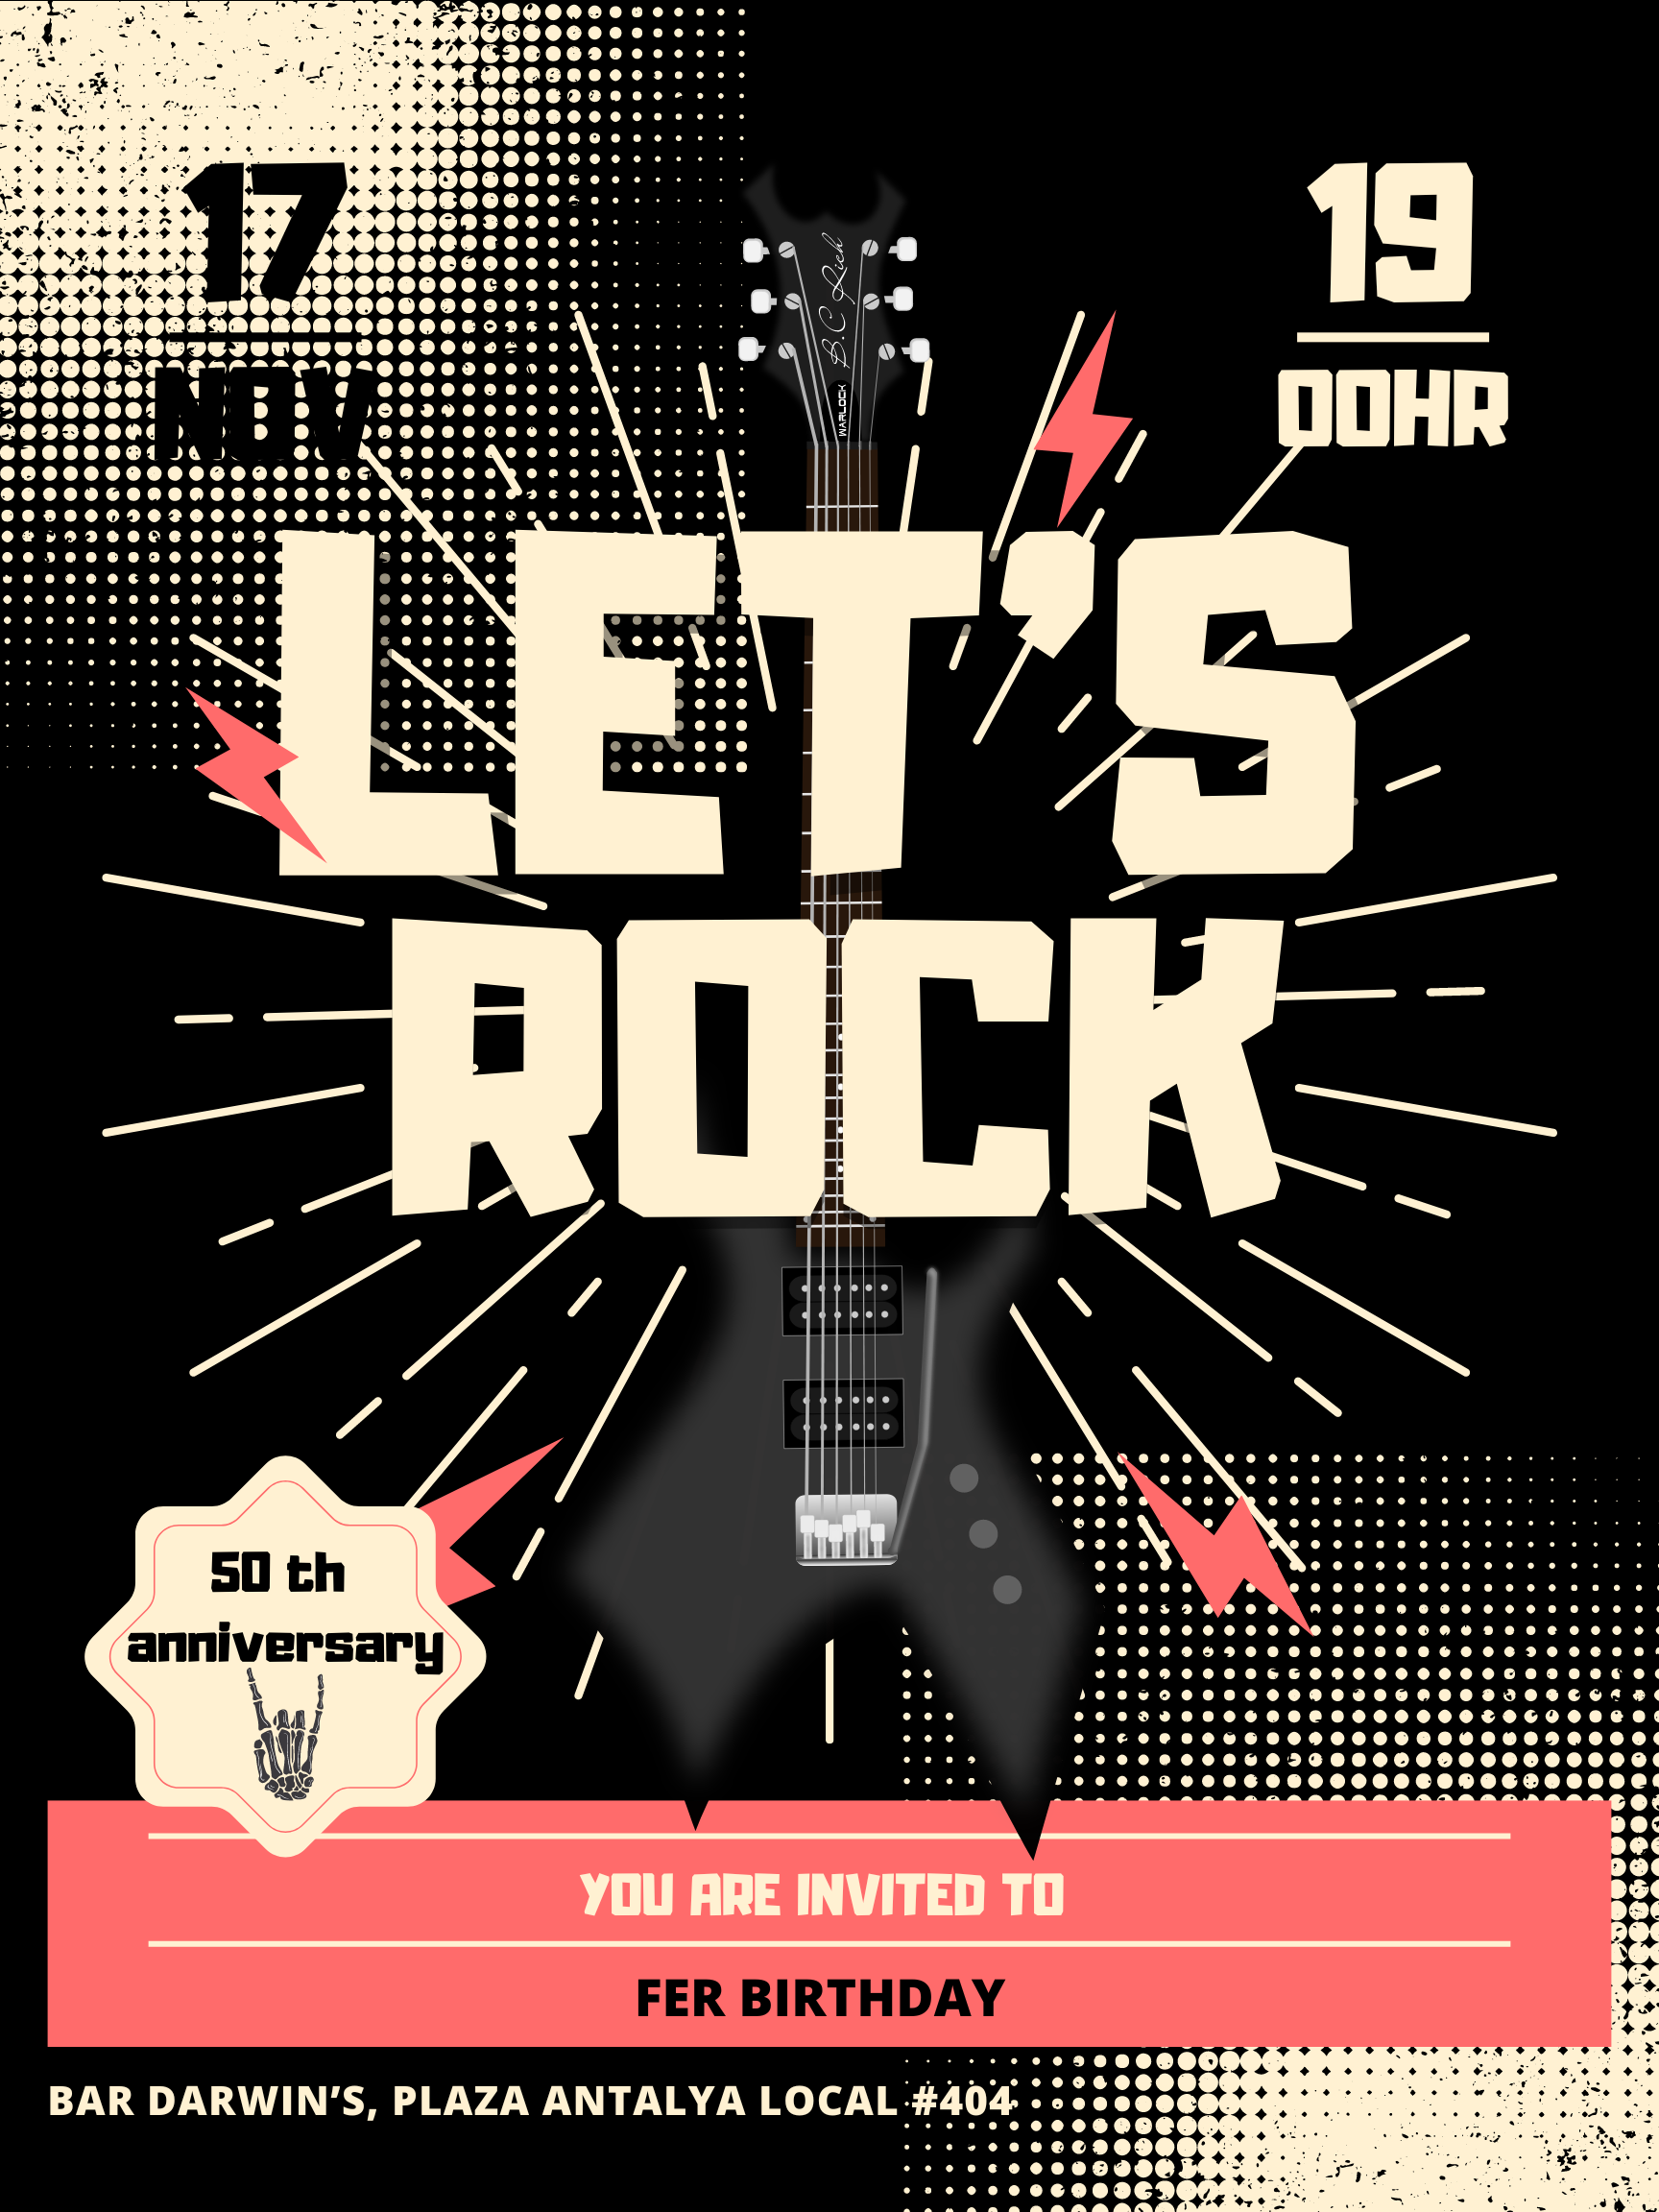 17
NOV
19
OOHR
B.C Rich
WARLOCK
LET'S
ROCK
50 th
anniversary
YOU ARE INVITED TO
FER BIRTHDAY
BAR DARWIN'S, PLAZA ANTALYA LOCAL #404